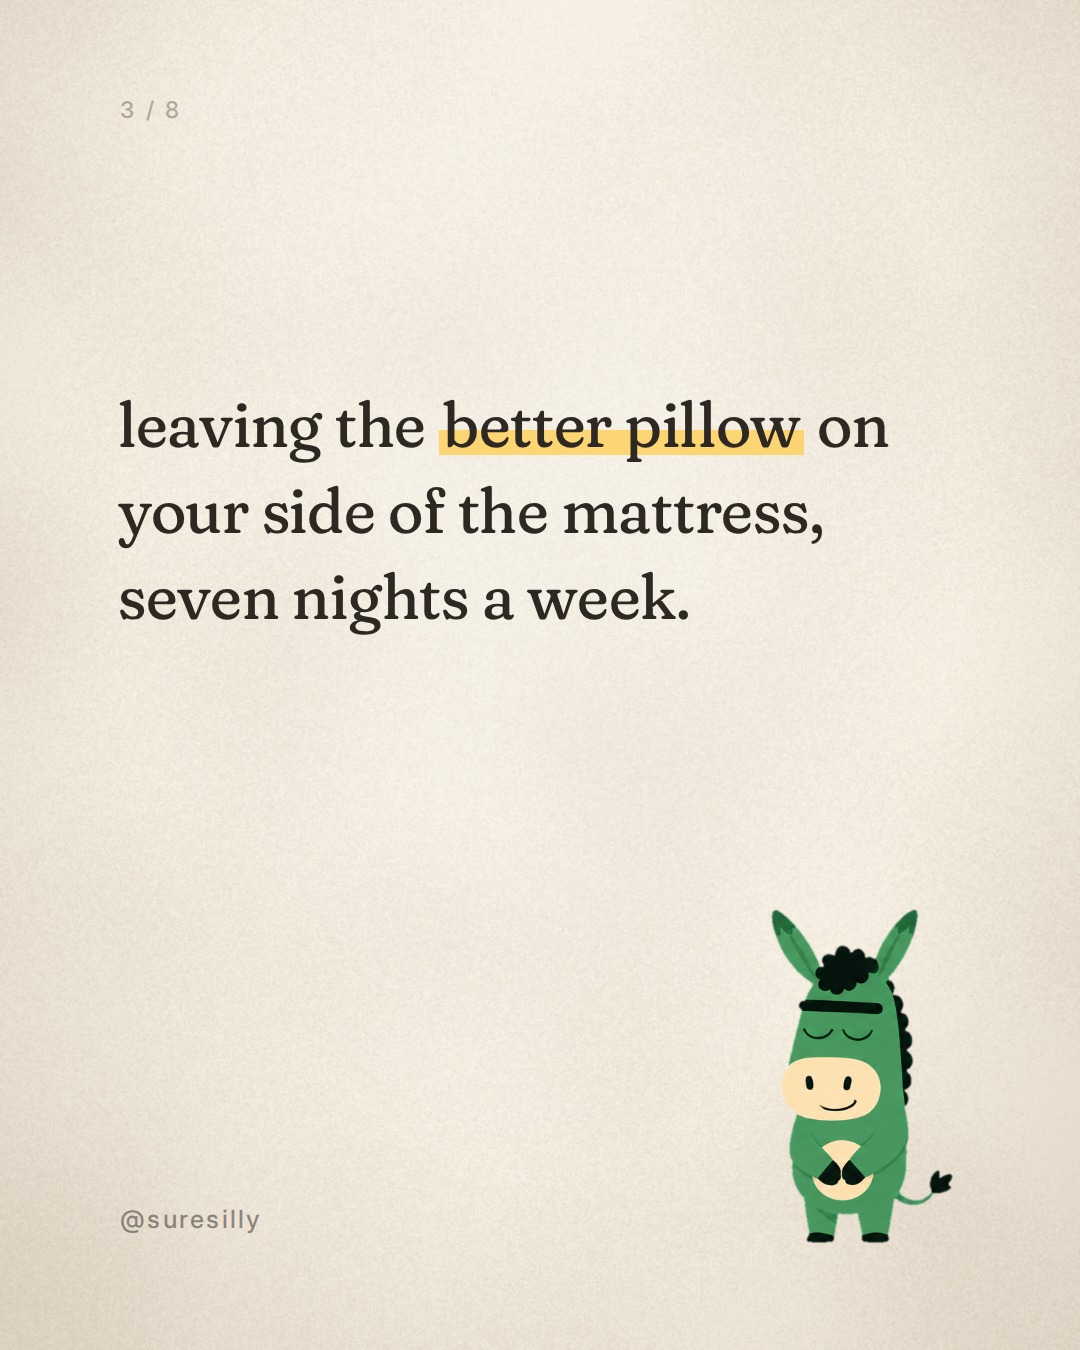 3 / 8
leaving the better pillow on
your side of the mattress,
seven nights a week.
@suresilly